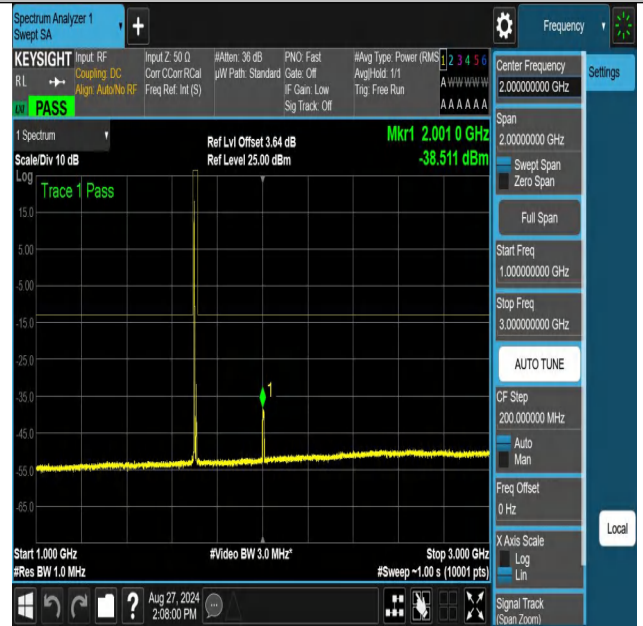 Spectrum Analyzer 1
Swept SA
Frequency
KEYSIGHT
RL
PASS
Input: RF
Coupling: DC
Align: Auto/No RF
Input Z: 50 Ω
Corr CCorr RCal
Freq Ref: Int (S)
#Atten: 36 dB
µW Path: Standard
PNO: Fast
Gate: Off
IF Gain: Low
Sig Track: Off
#Avg Type: Power (RMS
Avg|Hold: 1/1
Trig: Free Run
1 2 3 4 5 6
A W W W W W
A A A A A A
1 Spectrum
Scale/Div 10 dB
Ref Lvl Offset 3.64 dB
Ref Level 25.00 dBm
Mkr1 2.001 0 GHz
-38.511 dBm
Log
Trace 1 Pass
15.0
5.00
-5.00
-15.0
-25.0
-35.0
-45.0
-55.0
-65.0
1
Start 1.000 GHz
#Res BW 1.0 MHz
#Video BW 3.0 MHz*
Stop 3.000 GHz
#Sweep ~1.00 s (10001 pts)
Aug 27, 2024
2:08:00 PM
Center Frequency
2.000000000 GHz
Span
2.00000000 GHz
Swept Span
Zero Span
Full Span
Start Freq
1.000000000 GHz
Stop Freq
3.000000000 GHz
AUTO TUNE
CF Step
200.000000 MHz
Auto
Man
Freq Offset
0 Hz
X Axis Scale
Log
Lin
Signal Track
(Span Zoom)
Settings
Local